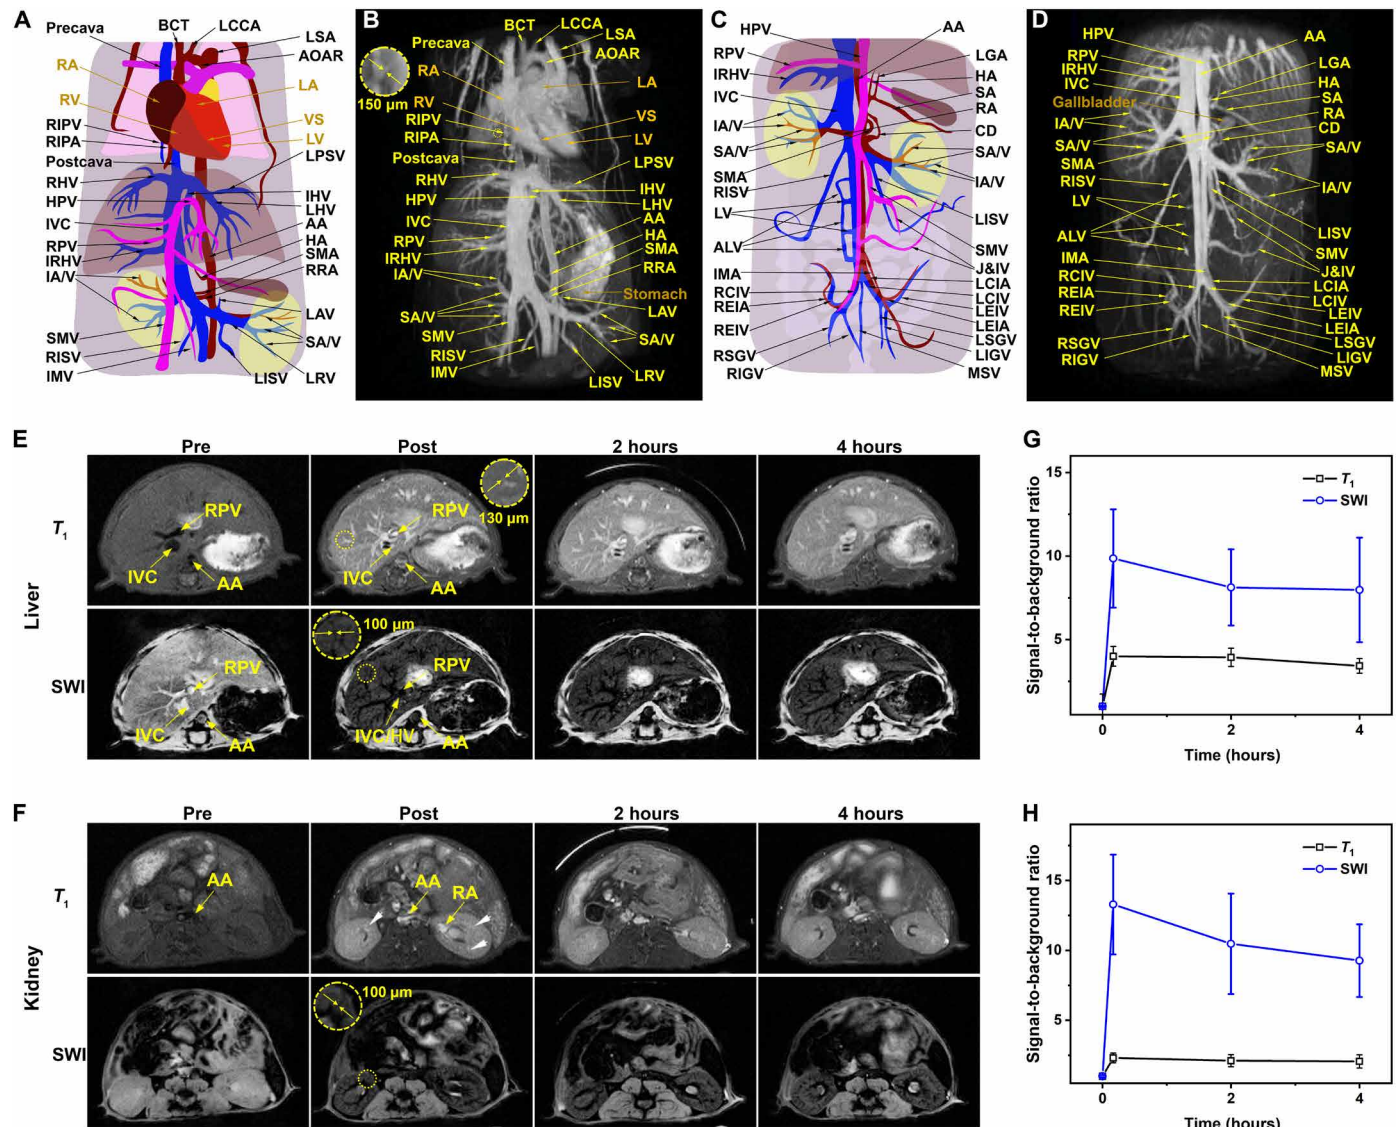 A
Precava
BCT
LCCA
LSA
AOAR
RA
LA
RV
VS
RIPV
LV
RIPA
LPSV
Postcava
RHV
IHV
HPV
LHV
IVC
AA
HA
RPV
SMA
IRHV
RRA
IA/V
LAV
SMV
SA/V
RISV
IMV
LISV
LRV
B
BCT
LCCA
Precava
LSA
AOAR
RA
150 µm
LA
RV
RIPV
VS
RIPA
LV
Postcava
LPSV
RHV
IHV
HPV
LHV
IVC
AA
RPV
HA
IRHV
SMA
IA/V
RRA
Stomach
LAV
SA/V
SMV
SA/V
RISV
IMV
LISV
LRV
C
HPV
AA
RPV
LGA
IRHV
HA
IVC
SA
RA
IA/V
CD
SA/V
SA/V
SMA
IA/V
RISV
LV
LISV
ALV
SMV
J&IV
IMA
LCIA
RCIV
LCIV
REIA
LEIV
REIV
LEIA
LSGV
RSGV
LIGV
RIGV
MSV
D
HPV
AA
RPV
LGA
IRHV
HA
IVC
SA
Gallbladder
RA
IA/V
CD
SA/V
SA/V
SMA
RISV
IA/V
LV
LISV
ALV
SMV
IMA
J&IV
RCIV
LCIA
REIA
LCIV
REIV
LEIV
LEIA
RSGV
LSGV
RIGV
LIGV
MSV
E
Pre
Post
2 hours
4 hours
Liver
T1
RPV
IVC
AA
RPV
130 µm
IVC
AA
SWI
RPV
IVC
AA
100 µm
RPV
IVC/HV
AA
G
Signal-to-background ratio
15
10
5
T1
SWI
0
2
4
Time (hours)
F
Pre
Post
2 hours
4 hours
Kidney
T1
AA
AA
RA
SWI
100 µm
H
Signal-to-background ratio
15
10
5
T1
SWI
0
2
4
Time (hours)